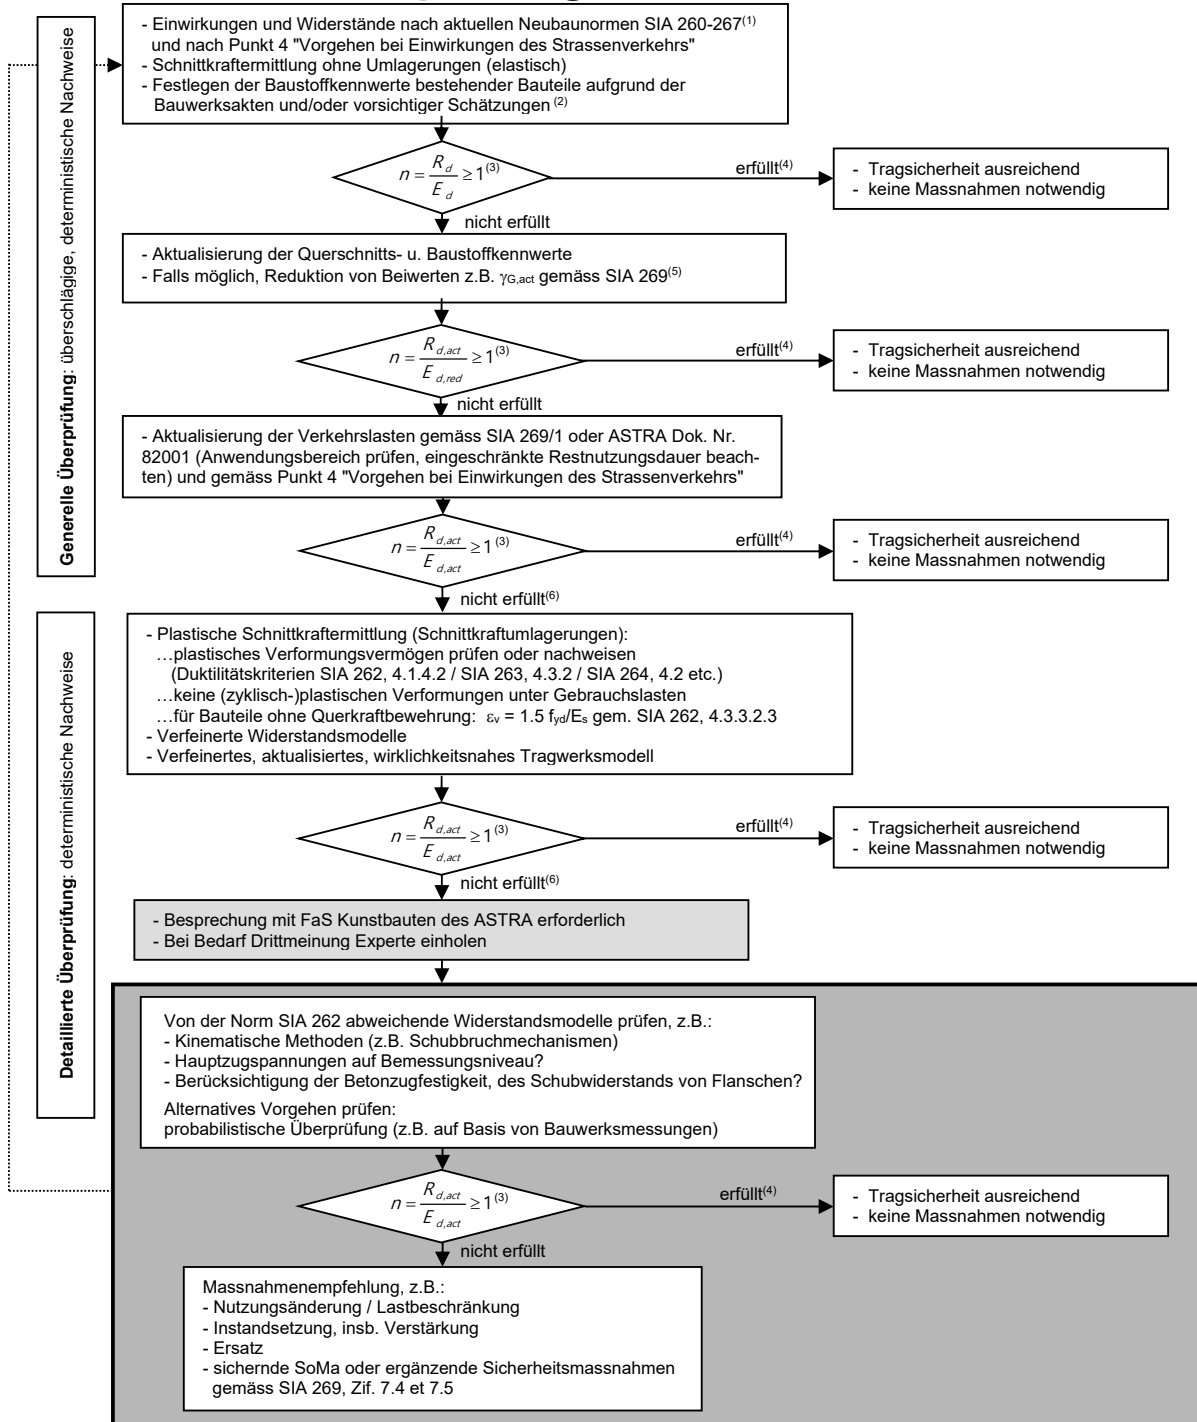 - Einwirkungen und Widerstände nach aktuellen Neubaunormen SIA 260-267(1)
und nach Punkt 4 "Vorgehen bei Einwirkungen des Strassenverkehrs"
- Schnittkraftermittlung ohne Umlagerungen (elastisch)
- Festlegen der Baustoffkennwerte bestehender Bauteile aufgrund der
Bauwerksakten und/oder vorsichtiger Schätzungen (2)
Generelle Überprüfung: überschlägige, deterministische Nachweise
n = R_d / E_d ≥ 1(3)
erfüllt(4)
- Tragsicherheit ausreichend
- keine Massnahmen notwendig
nicht erfüllt
- Aktualisierung der Querschnitts- u. Baustoffkennwerte
- Falls möglich, Reduktion von Beiwerten z.B. γG,act gemäss SIA 269(5)
n = R_d,act / E_d,red ≥ 1(3)
erfüllt(4)
- Tragsicherheit ausreichend
- keine Massnahmen notwendig
nicht erfüllt
- Aktualisierung der Verkehrslasten gemäss SIA 269/1 oder ASTRA Dok. Nr.
82001 (Anwendungsbereich prüfen, eingeschränkte Restnutzungsdauer beach-
ten) und gemäss Punkt 4 "Vorgehen bei Einwirkungen des Strassenverkehrs"
n = R_d,act / E_d,act ≥ 1(3)
erfüllt(4)
- Tragsicherheit ausreichend
- keine Massnahmen notwendig
nicht erfüllt(6)
Detaillierte Überprüfung: deterministische Nachweise
- Plastische Schnittkraftermittlung (Schnittkraftumlagerungen):
…plastisches Verformungsvermögen prüfen oder nachweisen
(Duktilitätskriterien SIA 262, 4.1.4.2 / SIA 263, 4.3.2 / SIA 264, 4.2 etc.)
…keine (zyklisch-)plastischen Verformungen unter Gebrauchslasten
…für Bauteile ohne Querkraftbewehrung: εv = 1.5 fyd/Es gem. SIA 262, 4.3.3.2.3
- Verfeinerte Widerstandsmodelle
- Verfeinertes, aktualisiertes, wirklichkeitsnahes Tragwerksmodell
n = R_d,act / E_d,act ≥ 1(3)
erfüllt(4)
- Tragsicherheit ausreichend
- keine Massnahmen notwendig
nicht erfüllt(6)
- Besprechung mit FaS Kunstbauten des ASTRA erforderlich
- Bei Bedarf Drittmeinung Experte einholen
Von der Norm SIA 262 abweichende Widerstandsmodelle prüfen, z.B.:
- Kinematische Methoden (z.B. Schubbruchmechanismen)
- Hauptzugspannungen auf Bemessungsniveau?
- Berücksichtigung der Betonzugfestigkeit, des Schubwiderstands von Flanschen?
Alternatives Vorgehen prüfen:
probabilistische Überprüfung (z.B. auf Basis von Bauwerksmessungen)
n = R_d,act / E_d,act ≥ 1(3)
erfüllt(4)
- Tragsicherheit ausreichend
- keine Massnahmen notwendig
nicht erfüllt
Massnahmenempfehlung, z.B.:
- Nutzungsänderung / Lastbeschränkung
- Instandsetzung, insb. Verstärkung
- Ersatz
- sichernde SoMa oder ergänzende Sicherheitsmassnahmen
gemäss SIA 269, Zif. 7.4 et 7.5